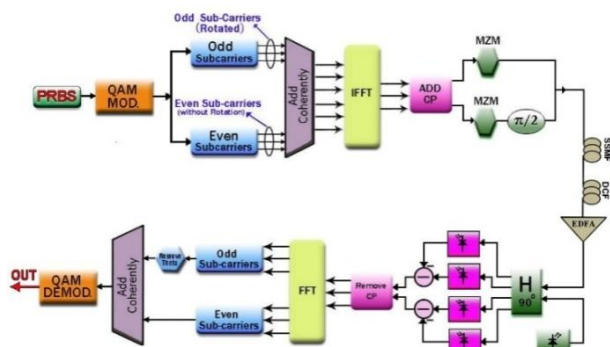 Odd Sub-Carriers
(Rotated)
PRBS
QAM
MOD.
Odd
Subcarriers
Even Sub-carriers
(without Rotation)
Even
Subcarriers
Add
Coherently
IFFT
ADD
CP
MZM
MZM
π/2
SSMF
DCF
EDFA
OUT
QAM
DEMOD.
Add
Coherently
Odd
Sub-carriers
Even
Sub-carriers
FFT
Remove
CP
H
90°